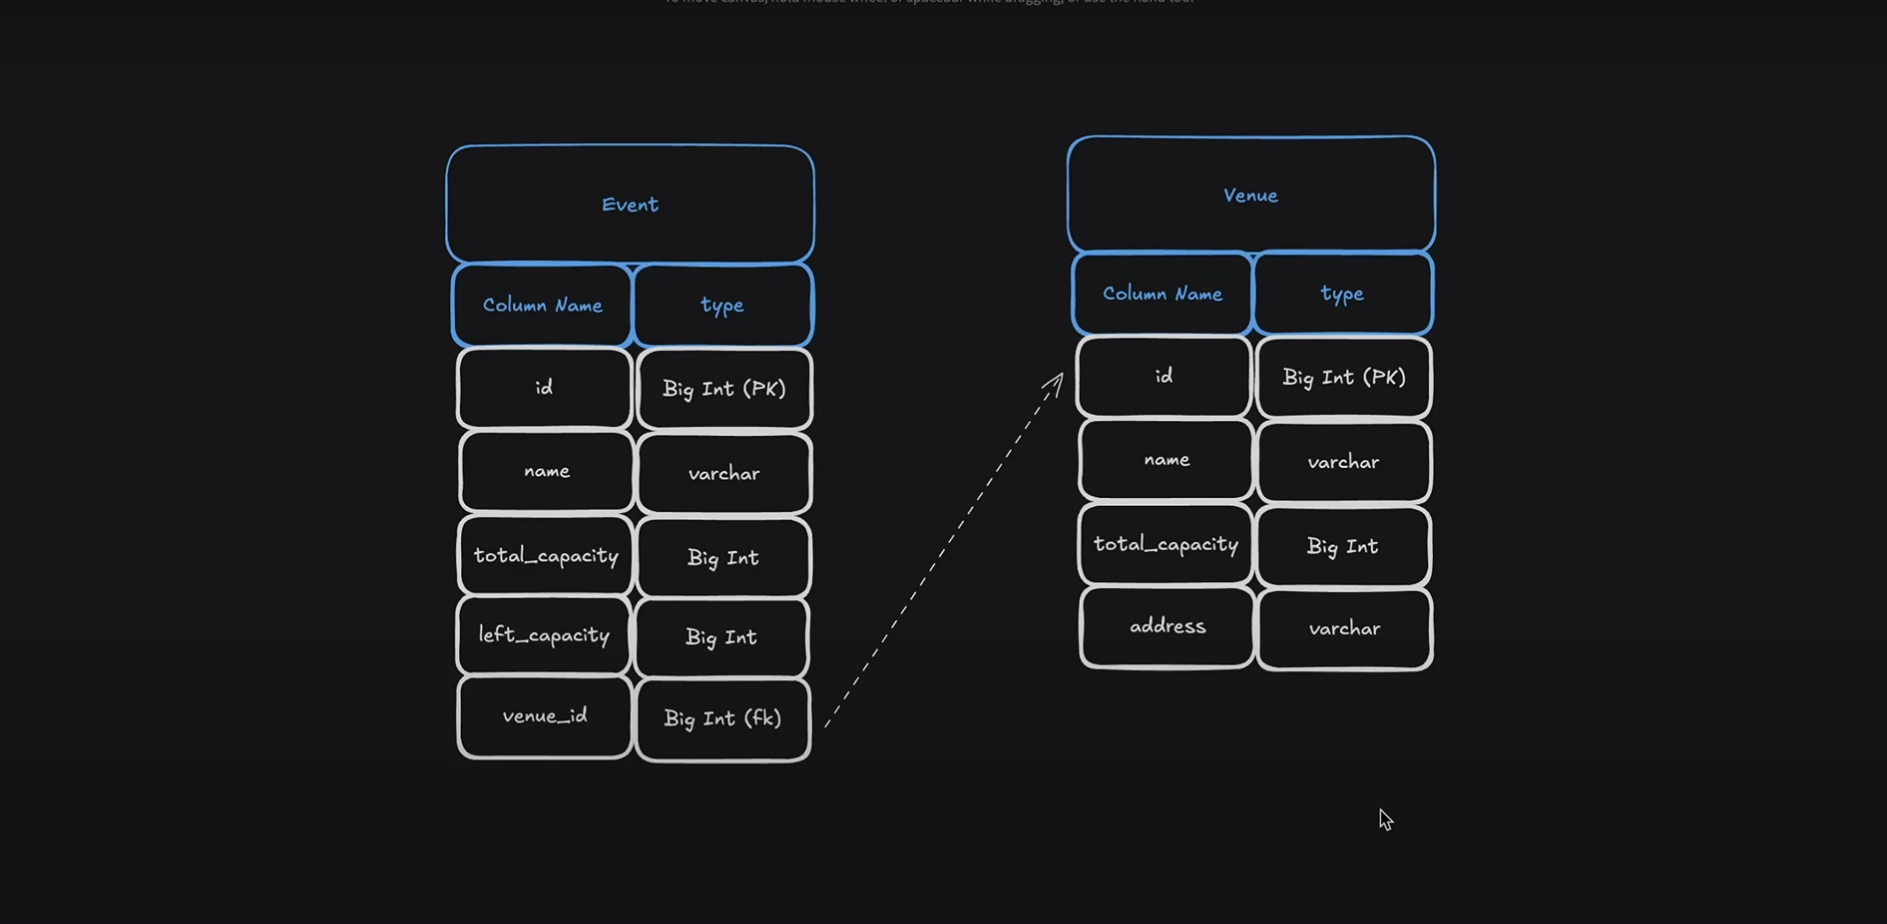 To move canvas, hold mouse wheel or spacebar while dragging, or use the hand tool
Event
Column Name type
id Big Int (PK)
name varchar
total_capacity Big Int
left_capacity Big Int
venue_id Big Int (fk)
Venue
Column Name type
id Big Int (PK)
name varchar
total_capacity Big Int
address varchar